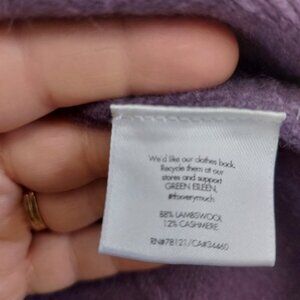 We'd like our clothes back.
Recycle them at our
stores and support
GREEN EILEEN,
#forverymuch
88% LAMBSWOOL
12% CASHMERE
RN#78121/CA#34460